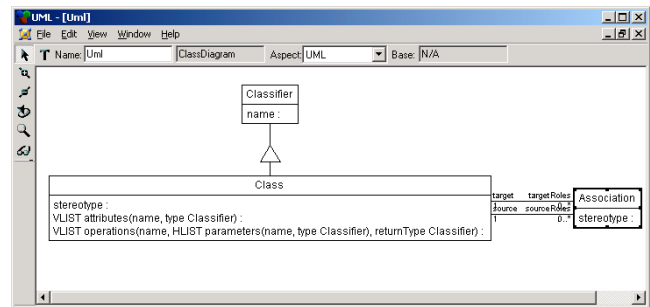 UML - [Uml]
File Edit View Window Help
T Name: Uml ClassDiagram Aspect: UML Base: N/A
Classifier
name :
Class
stereotype :
VLIST attributes(name, type Classifier) :
VLIST operations(name, HLIST parameters(name, type Classifier), returnType Classifier) :
target targetRoles
1 0..*
source sourceRoles
1 0..*
Association
stereotype :